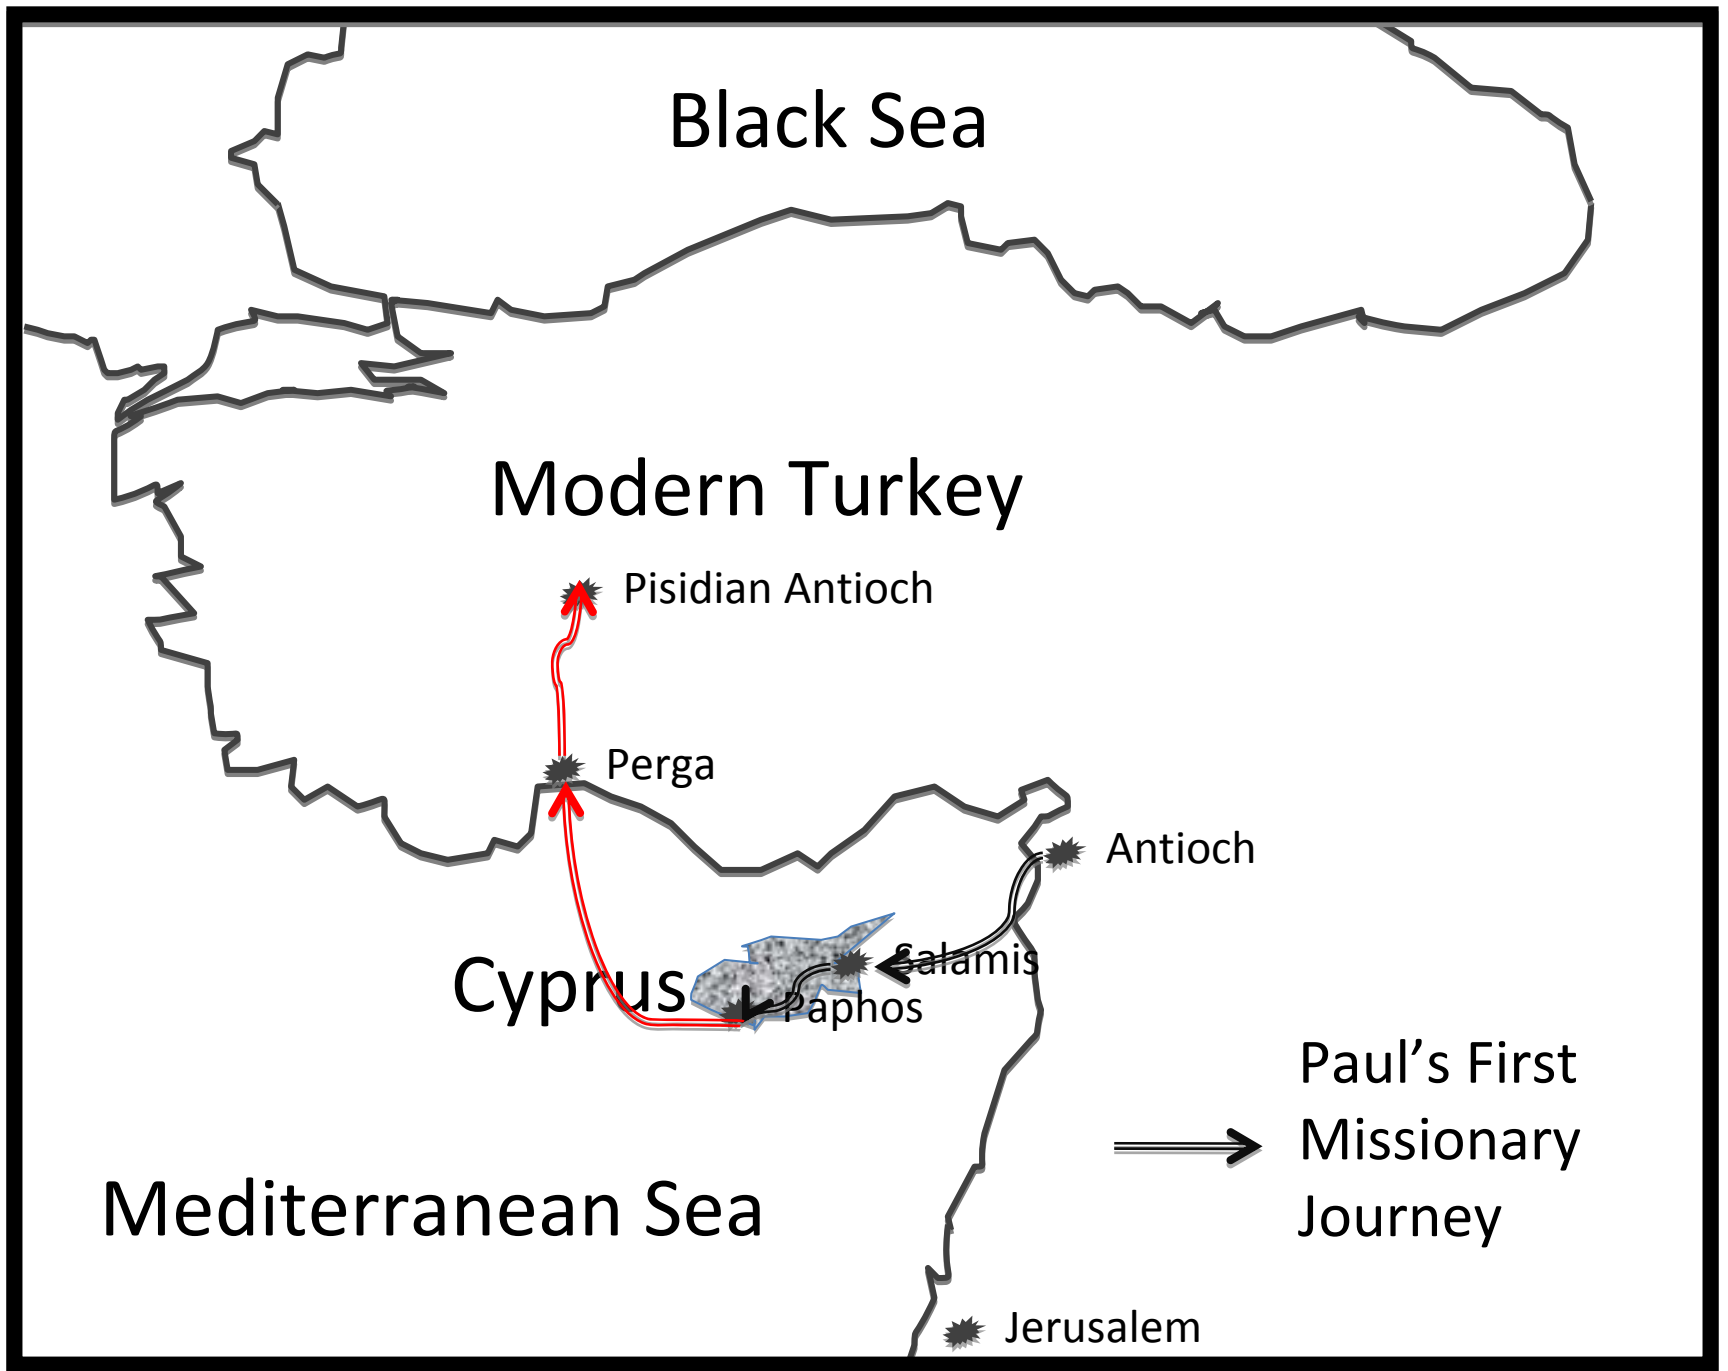 Black Sea
Modern Turkey
Pisidian Antioch
Perga
Antioch
Salamis
Cyprus
Paphos
Paul’s First
Missionary
Journey
Mediterranean Sea
Jerusalem